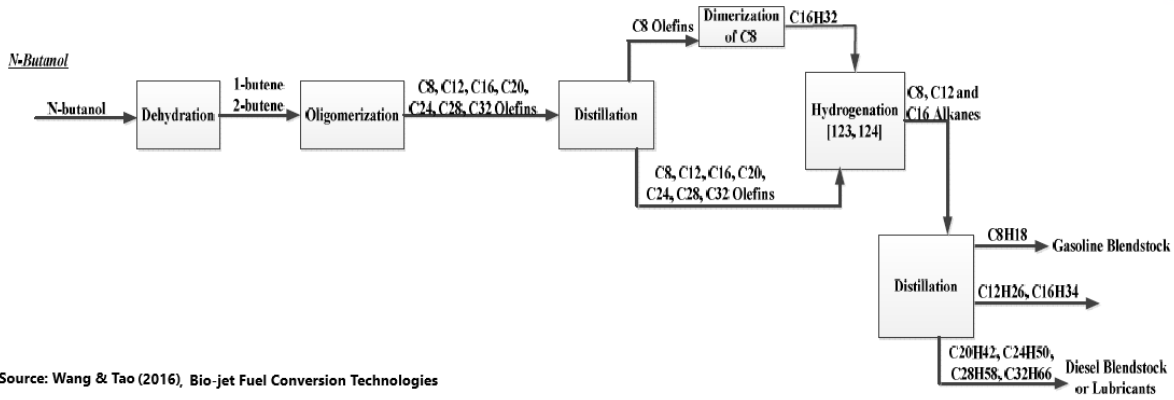 N-Butanol
N-butanol
Dehydration
1-butene
2-butene
Oligomerization
C8, C12, C16, C20,
C24, C28, C32 Olefins
Distillation
C8 Olefins
Dimerization
of C8
C16H32
C8, C12, C16, C20,
C24, C28, C32 Olefins
Hydrogenation
[123, 124]
C8, C12 and
C16 Alkanes
Distillation
C8H18
Gasoline Blendstock
C12H26, C16H34
C20H42, C24H50,
C28H58, C32H66
Diesel Blendstock
or Lubricants
Source: Wang & Tao (2016), Bio-jet Fuel Conversion Technologies